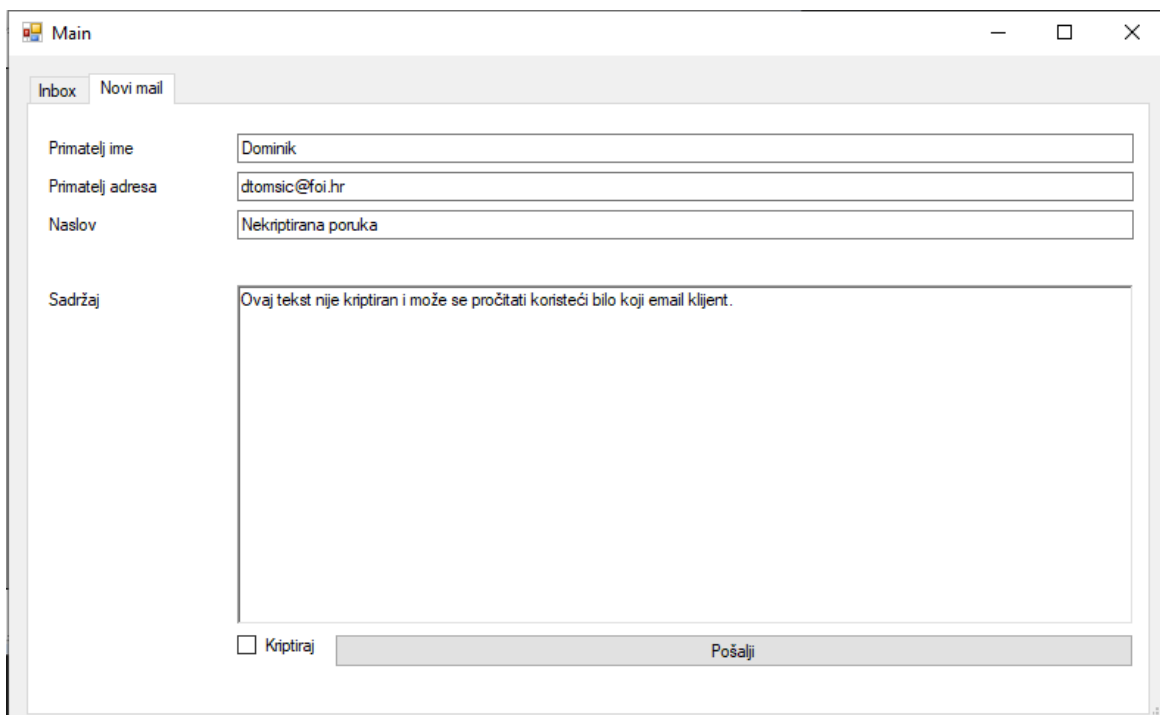 Main
Inbox Novi mail
Primatelj ime Dominik
Primatelj adresa dtomsic@foi.hr
Naslov Nekriptirana poruka
Sadržaj Ovaj tekst nije kriptiran i može se pročitati koristeći bilo koji email klijent.
Kriptiraj Pošalji